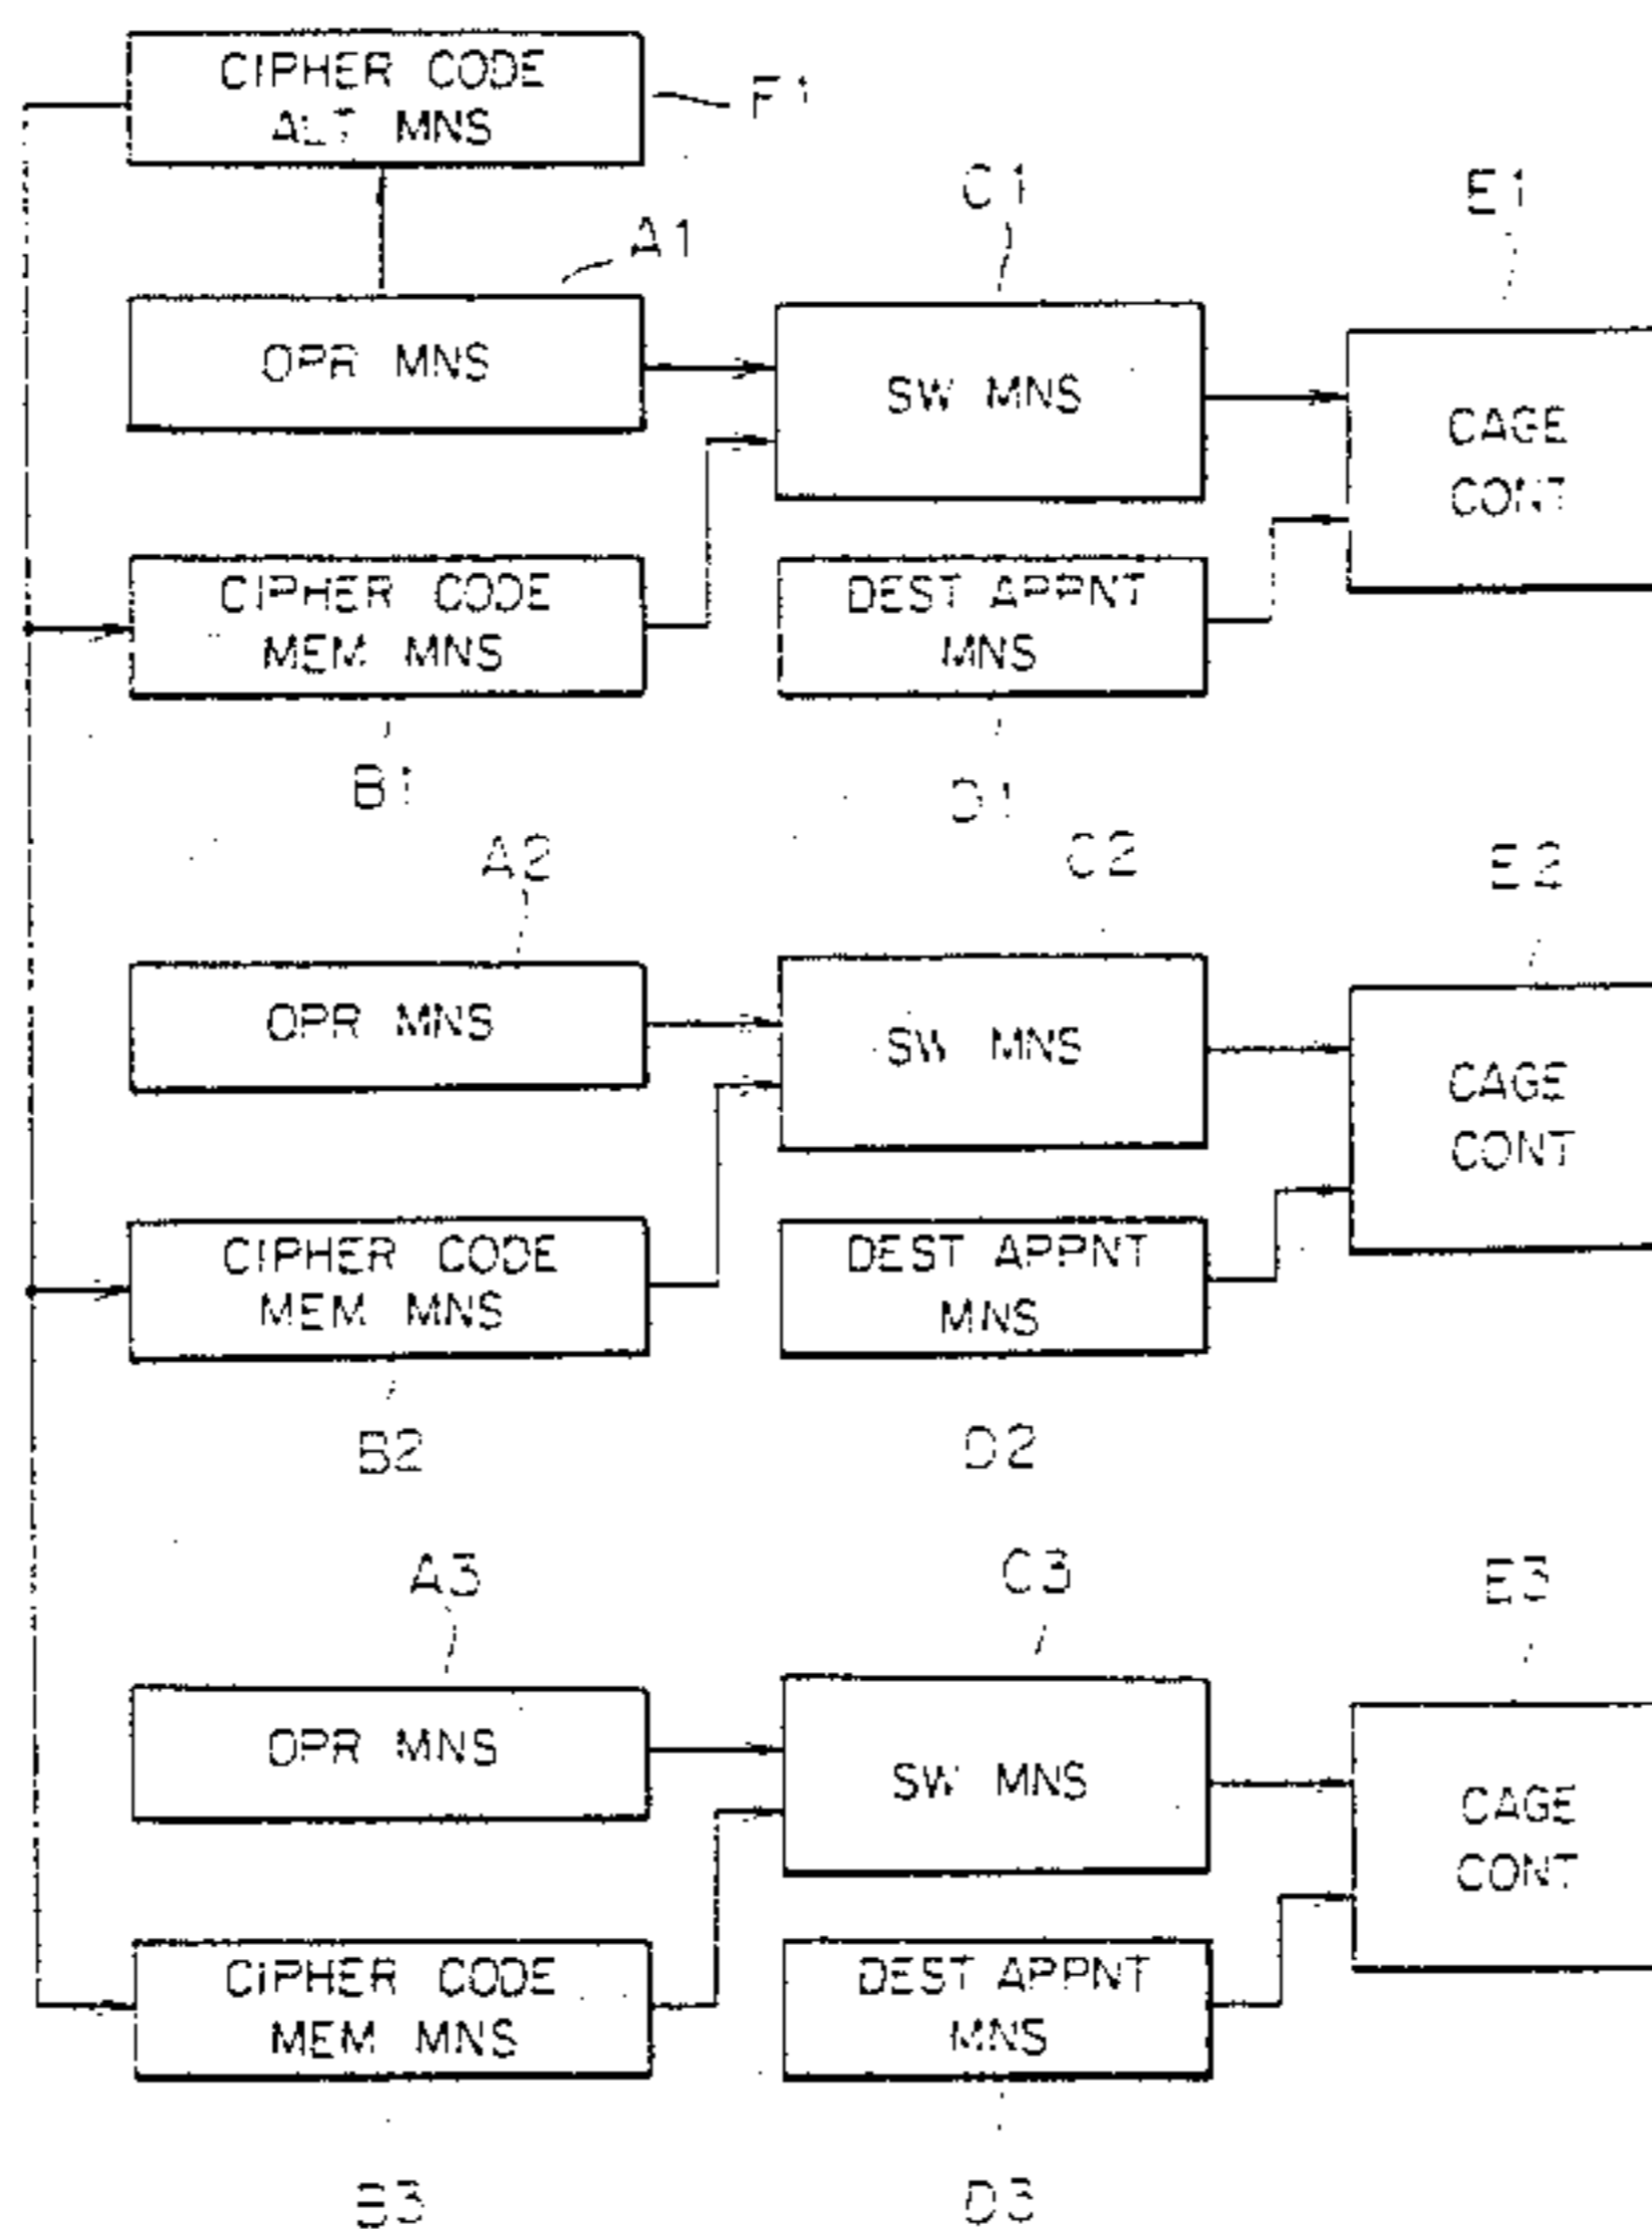 CIPHER CODE
ALT MNS
F1
A1
C1
E1
OPR MNS
SW MNS
CAGE
CONT
CIPHER CODE
MEM MNS
DEST APPNT
MNS
B1
D1
A2
C2
E2
OPR MNS
SW MNS
CAGE
CONT
CIPHER CODE
MEM MNS
DEST APPNT
MNS
B2
D2
A3
C3
E3
OPR MNS
SW MNS
CAGE
CONT
CIPHER CODE
MEM MNS
DEST APPNT
MNS
B3
D3